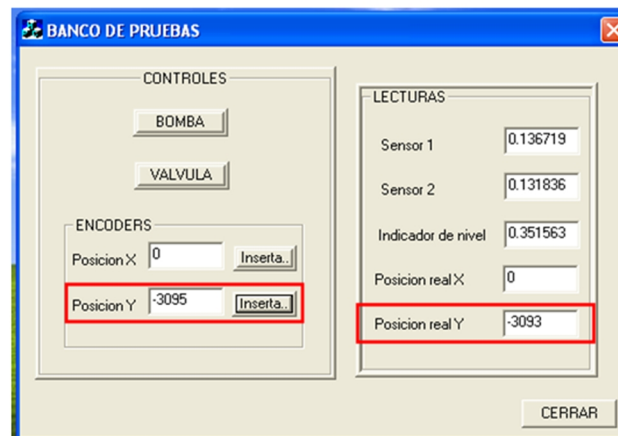 BANCO DE PRUEBAS
CONTROLES
BOMBA
VALVULA
ENCODERS
Posicion X 0 Inserta..
Posicion Y -3095 Inserta..
LECTURAS
Sensor 1 0.136719
Sensor 2 0.131836
Indicador de nivel 0.351563
Posicion real X 0
Posicion real Y -3093
CERRAR